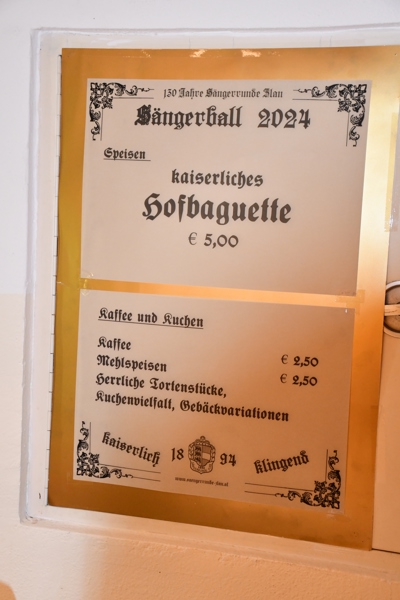 130 Jahre Sängerrunde Ilan
Sängerball 2024
Speisen
kaiserliches
Hofbaguette
€ 5,00
Kaffee und Kuchen
Kaffee € 2,50
Mehlspeisen € 2,50
Herrliche Tortenstücke,
Kuchenvielfalt, Gebäckvariationen
kaiserlich 18 94 klingend